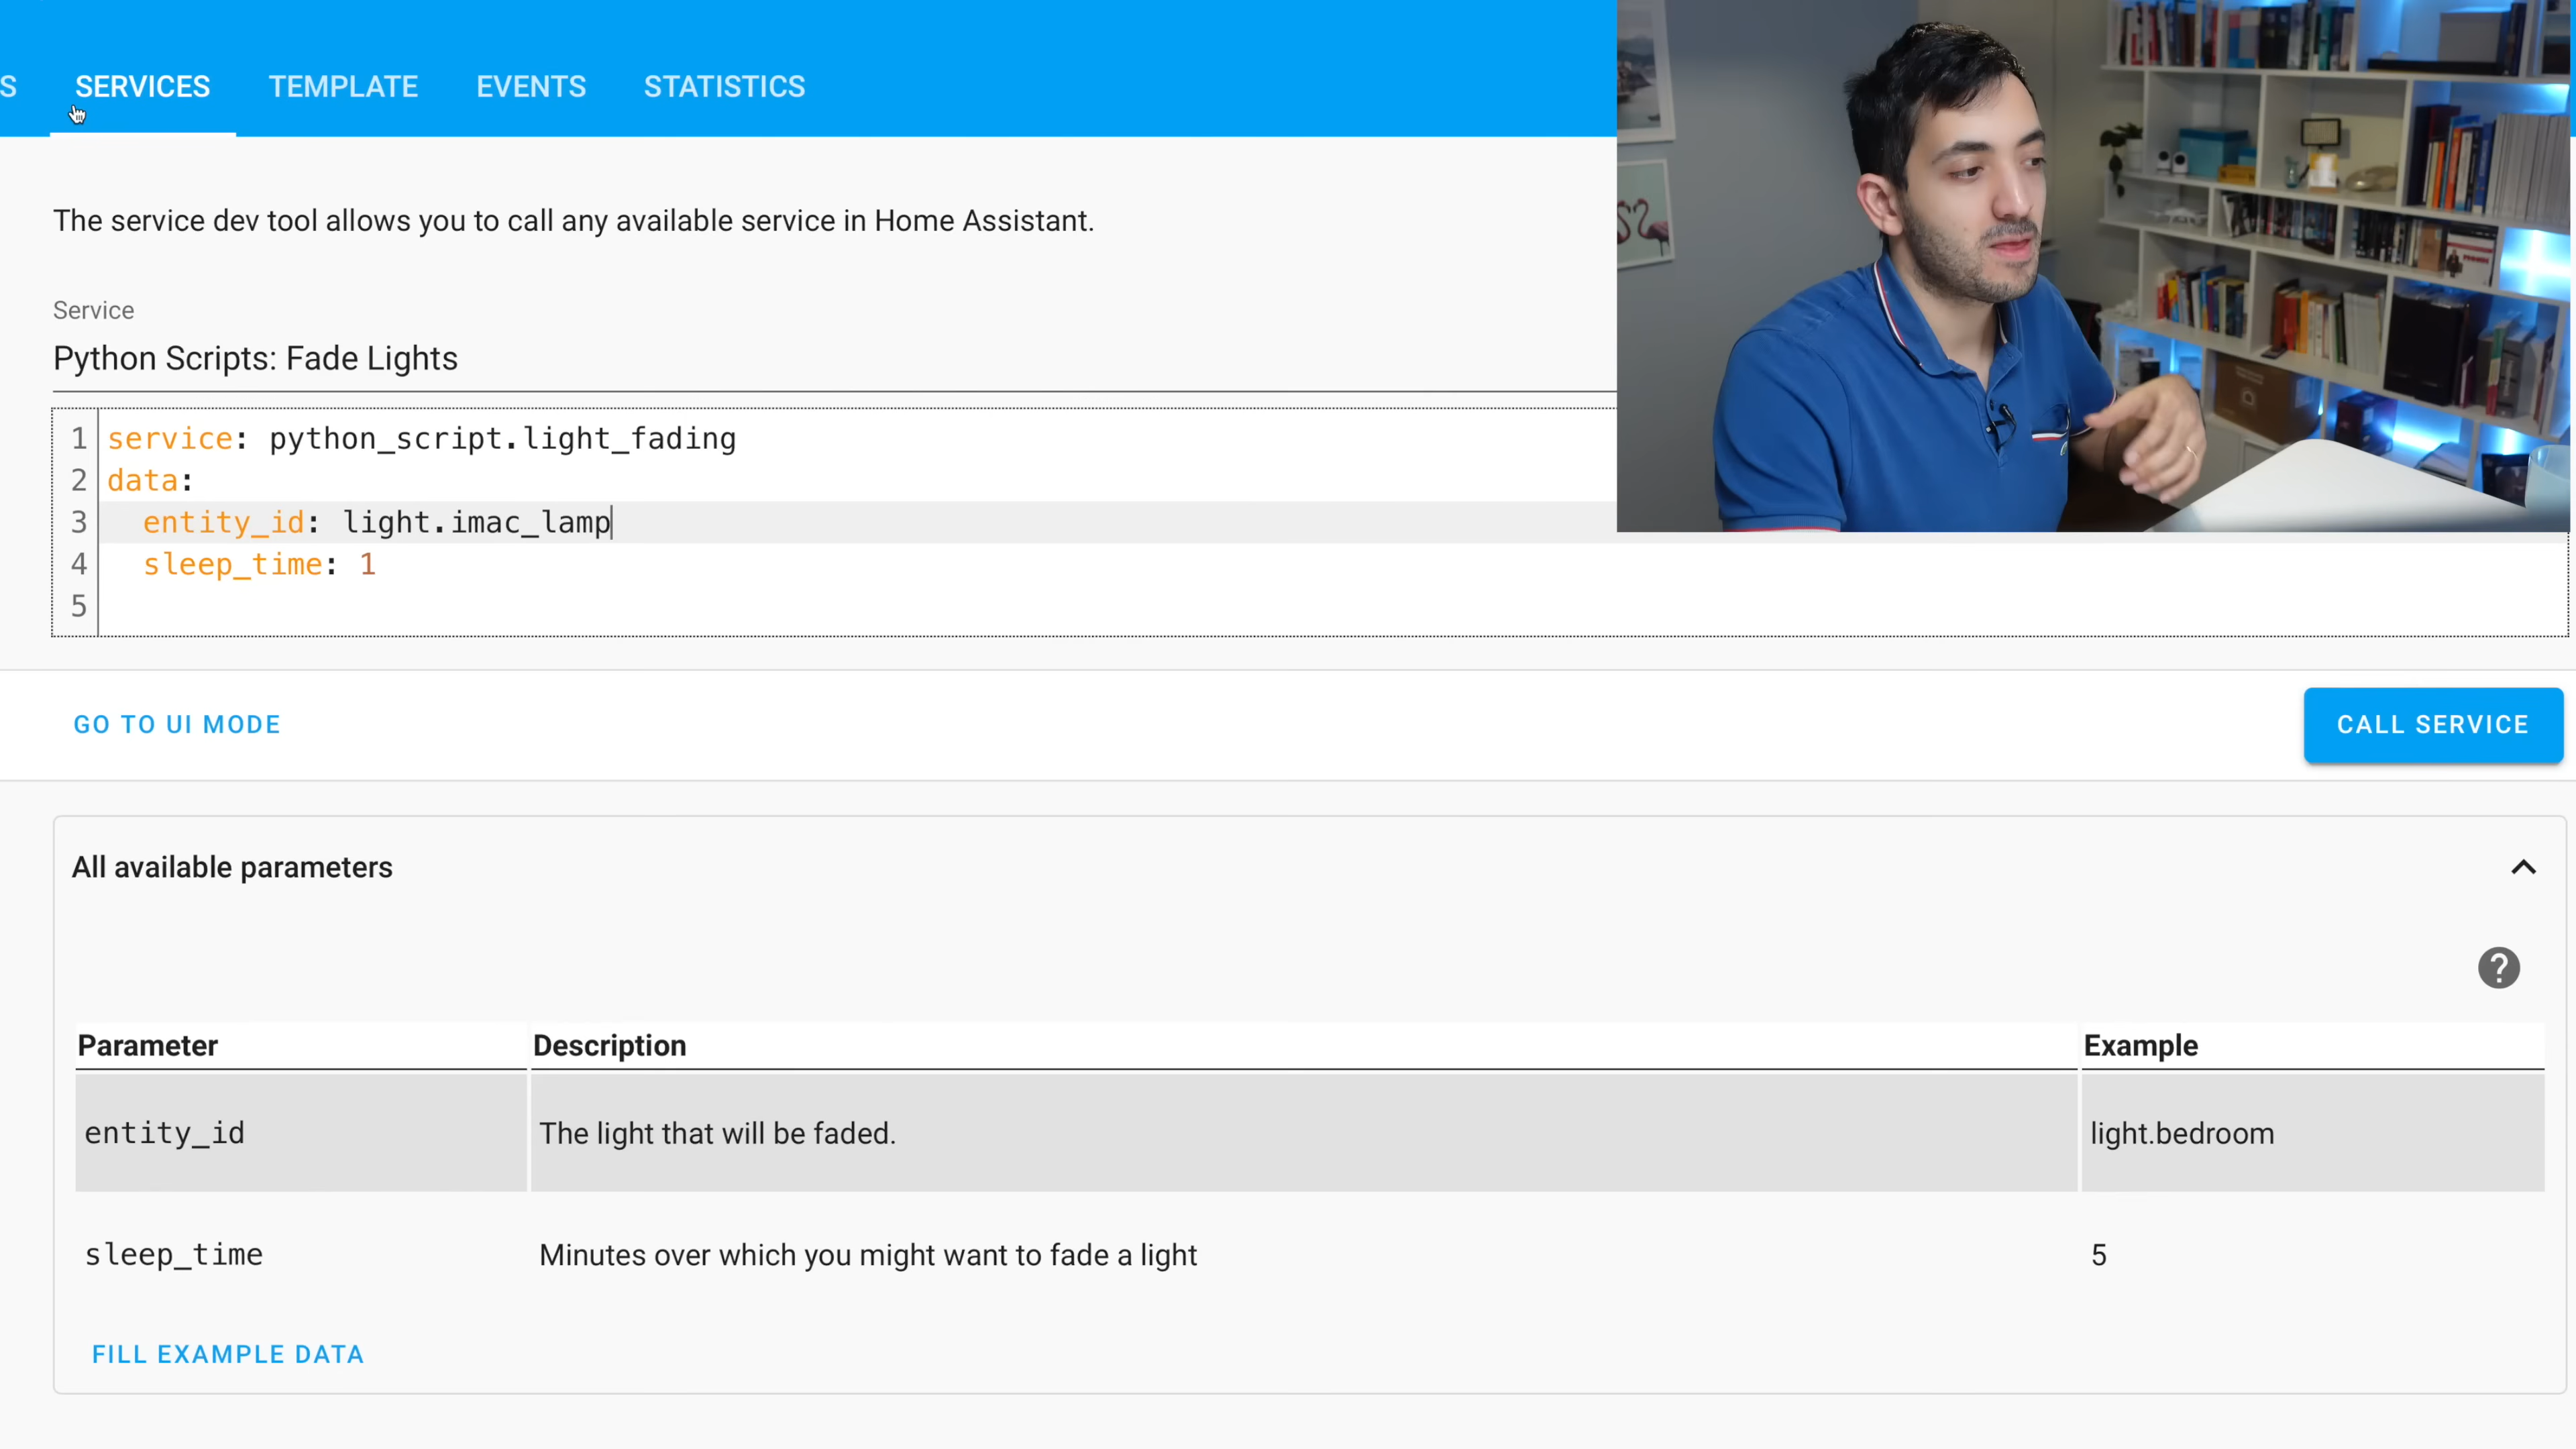 S SERVICES TEMPLATE EVENTS STATISTICS
The service dev tool allows you to call any available service in Home Assistant.
Service
Python Scripts: Fade Lights
1 service: python_script.light_fading
2 data:
3 entity_id: light.imac_lamp
4 sleep_time: 1
5
GO TO UI MODE CALL SERVICE
All available parameters
?
Parameter Description Example
entity_id The light that will be faded. light.bedroom
sleep_time Minutes over which you might want to fade a light 5
FILL EXAMPLE DATA